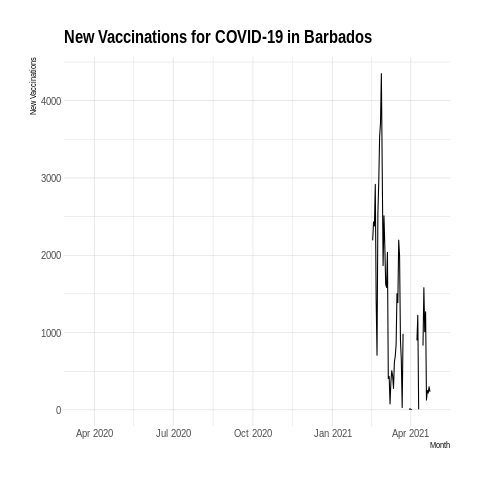 New Vaccinations for COVID-19 in Barbados
New Vaccinations
4000
3000
2000
1000
0
Apr 2020 Jul 2020 Oct 2020 Jan 2021 Apr 2021
Month